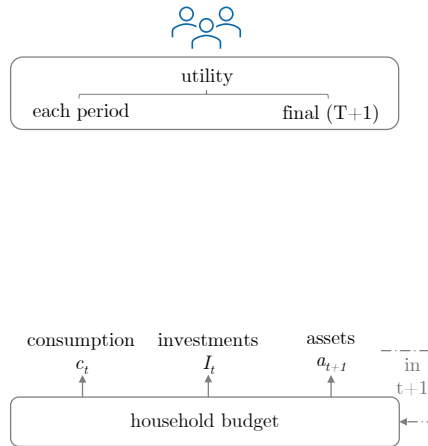 utility
each period final (T+1)
consumption investments assets
c_t I_t a_{t+1}
in
t+1
household budget